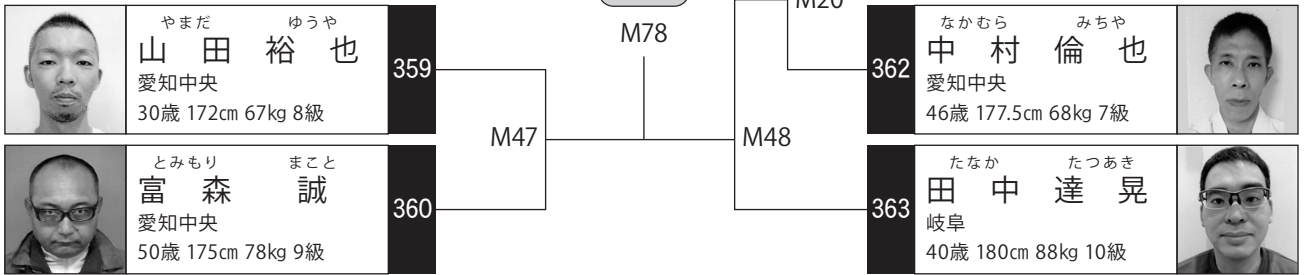 やまだ ゆうや
山田裕也
愛知中央
30歳 172cm 67kg 8級
359
とみもり まこと
富森 誠
愛知中央
50歳 175cm 78kg 9級
360
M47
M78
M20
M48
362
なかむら みちや
中村倫也
愛知中央
46歳 177.5cm 68kg 7級
363
たなか たつあき
田中達晃
岐阜
40歳 180cm 88kg 10級